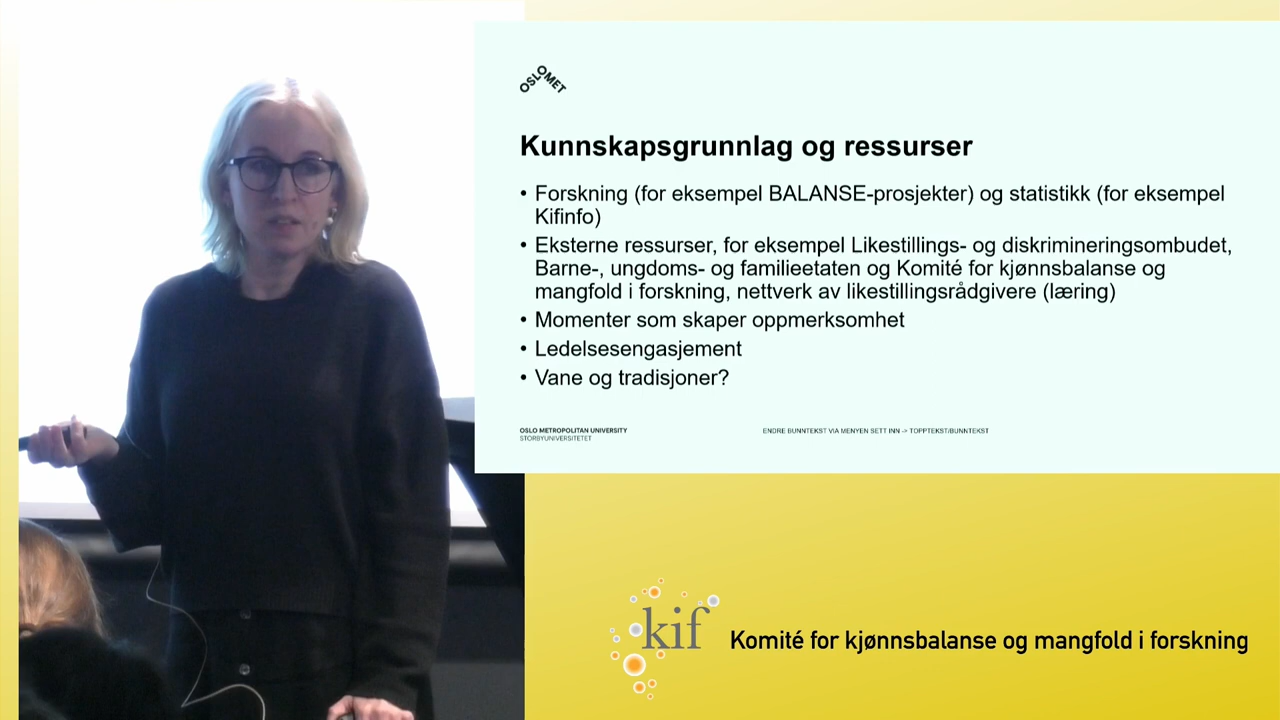 OSLOMET
Kunnskapsgrunnlag og ressurser
• Forskning (for eksempel BALANSE-prosjekter) og statistikk (for eksempel
Kifinfo)
• Eksterne ressurser, for eksempel Likestillings- og diskrimineringsombudet,
Barne-, ungdoms- og familieetaten og Komité for kjønnsbalanse og
mangfold i forskning, nettverk av likestillingsrådgivere (læring)
• Momenter som skaper oppmerksomhet
• Ledelsesengasjement
• Vane og tradisjoner?
OSLO METROPOLITAN UNIVERSITY
STORBYUNIVERSITETET
ENDRE BUNNTEKST VIA MENYEN SETT INN -> TOPPTEKST/BUNNTEKST
kif
Komité for kjønnsbalanse og mangfold i forskning